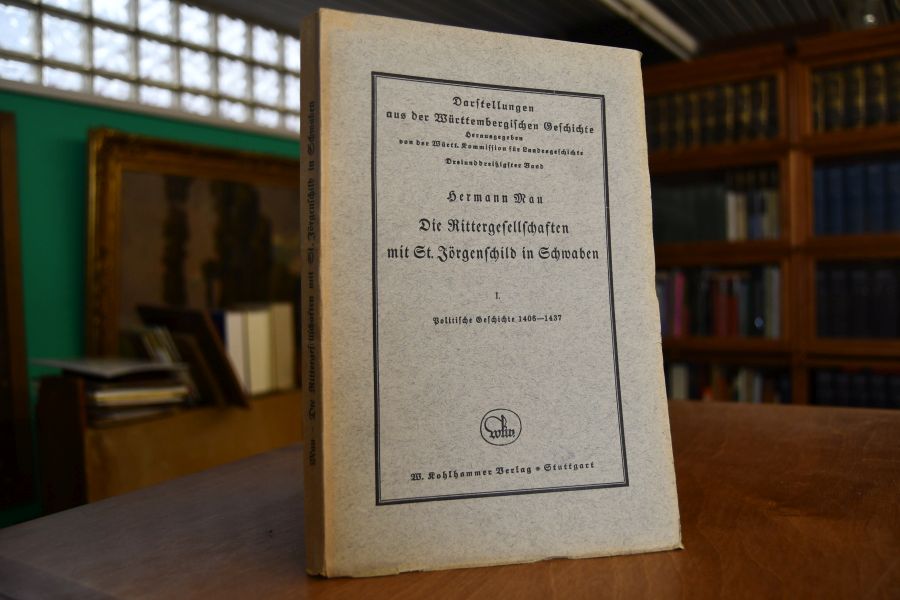 Darstellungen
aus der Württembergischen Geschichte
Herausgegeben
von der Württ. Kommission für Landesgeschichte
Dreiunddreißigster Band
Hermann Mau
Die Rittergesellschaften
mit St. Jörgenschild in Schwaben
I.
Politische Geschichte 1406—1437
WKV
W. Kohlhammer Verlag * Stuttgart
Mau - Die Rittergesellschaften mit St. Jörgenschild in Schwaben